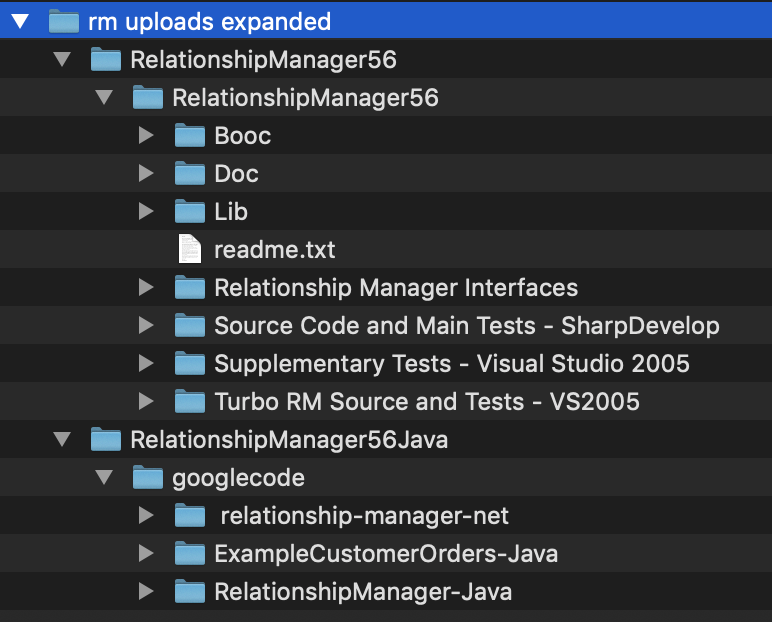 rm uploads expanded
RelationshipManager56
RelationshipManager56
Booc
Doc
Lib
readme.txt
Relationship Manager Interfaces
Source Code and Main Tests - SharpDevelop
Supplementary Tests - Visual Studio 2005
Turbo RM Source and Tests - VS2005
RelationshipManager56Java
googlecode
relationship-manager-net
ExampleCustomerOrders-Java
RelationshipManager-Java